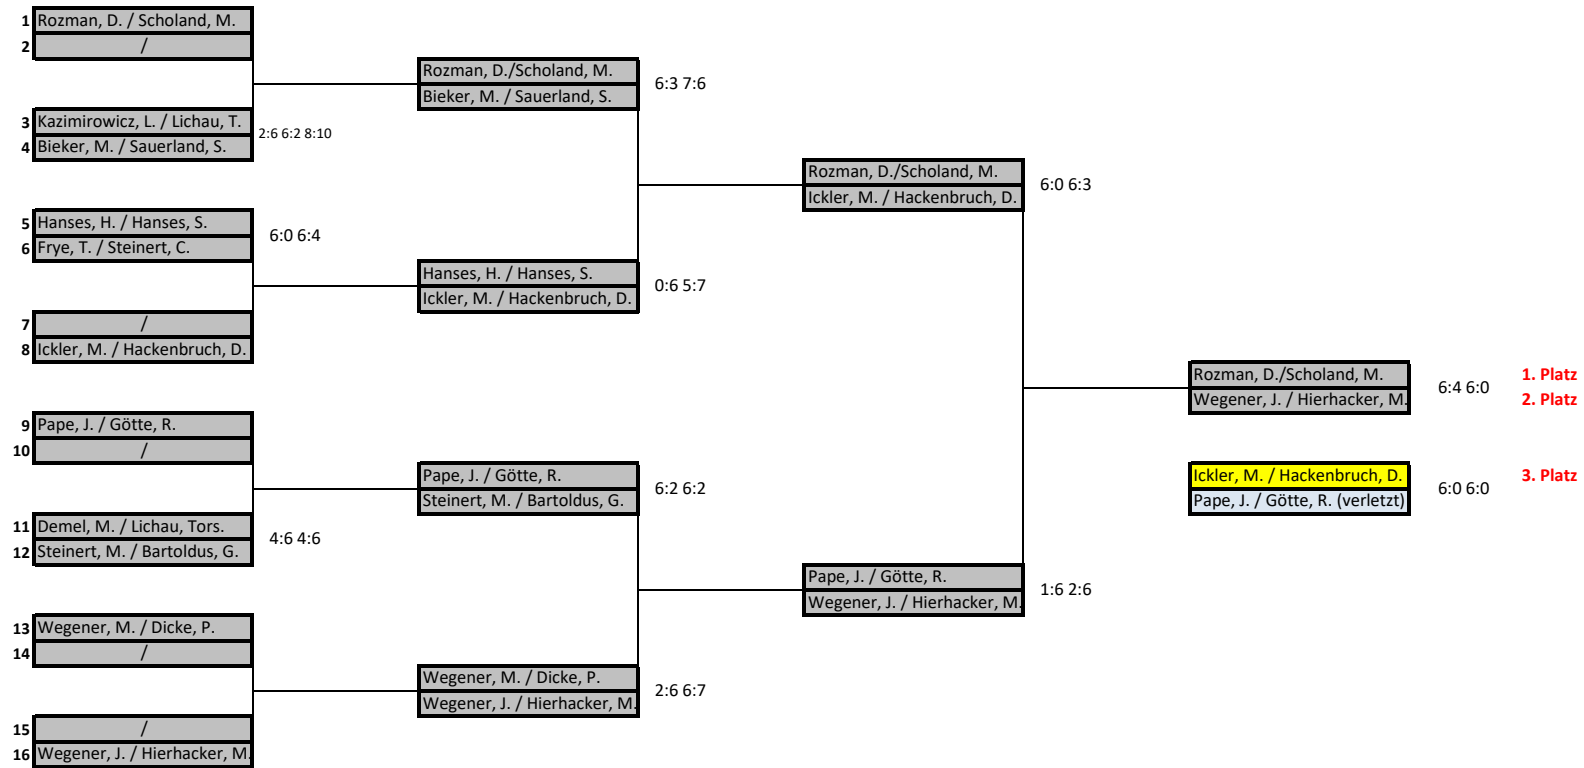 1 Rozman, D. / Scholand, M.
2 /
3 Kazimirowicz, L. / Lichau, T.
4 Bieker, M. / Sauerland, S.
2:6 6:2 8:10
5 Hanses, H. / Hanses, S.
6 Frye, T. / Steinert, C.
6:0 6:4
7 /
8 Ickler, M. / Hackenbruch, D.
9 Pape, J. / Götte, R.
10 /
11 Demel, M. / Lichau, Tors.
12 Steinert, M. / Bartoldus, G.
4:6 4:6
13 Wegener, M. / Dicke, P.
14 /
15 /
16 Wegener, J. / Hierhacker, M.
Rozman, D./Scholand, M.
Bieker, M. / Sauerland, S.
6:3 7:6
Hanses, H. / Hanses, S.
Ickler, M. / Hackenbruch, D.
0:6 5:7
Pape, J. / Götte, R.
Steinert, M. / Bartoldus, G.
6:2 6:2
Wegener, M. / Dicke, P.
Wegener, J. / Hierhacker, M.
2:6 6:7
Rozman, D./Scholand, M.
Ickler, M. / Hackenbruch, D.
6:0 6:3
Pape, J. / Götte, R.
Wegener, J. / Hierhacker, M.
1:6 2:6
Rozman, D./Scholand, M.
Wegener, J. / Hierhacker, M.
6:4 6:0
1. Platz
2. Platz
Ickler, M. / Hackenbruch, D.
Pape, J. / Götte, R. (verletzt)
6:0 6:0
3. Platz